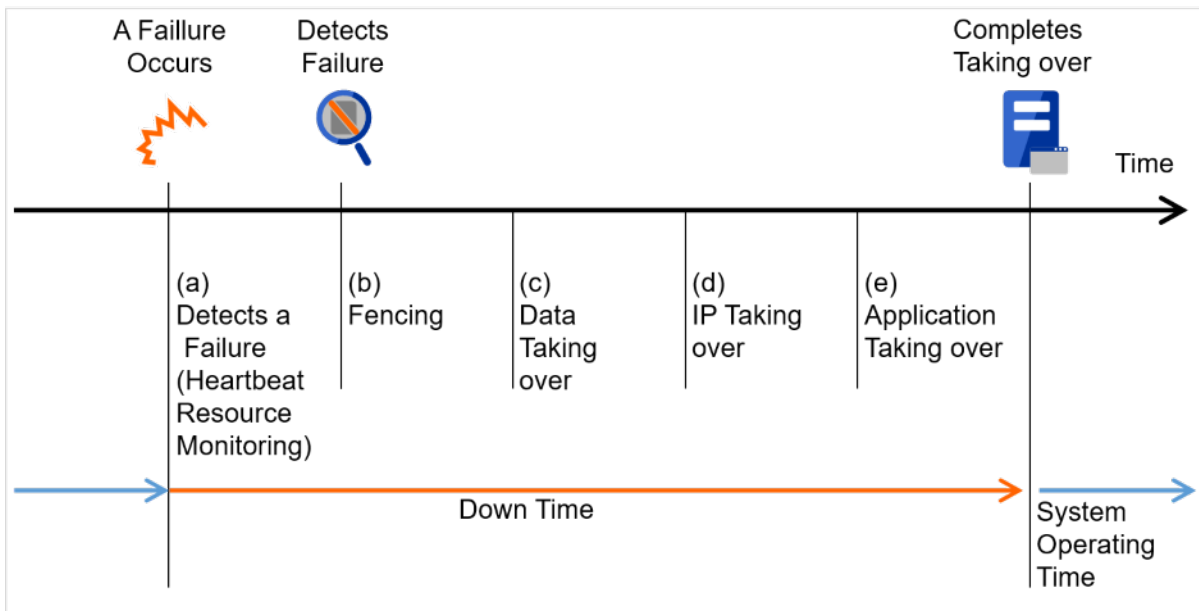 A Faillure
Occurs
Detects
Failure
Completes
Taking over
Time
(a)
Detects a
Failure
(Heartbeat
Resource
Monitoring)
(b)
Fencing
(c)
Data
Taking
over
(d)
IP Taking
over
(e)
Application
Taking over
Down Time
System
Operating
Time